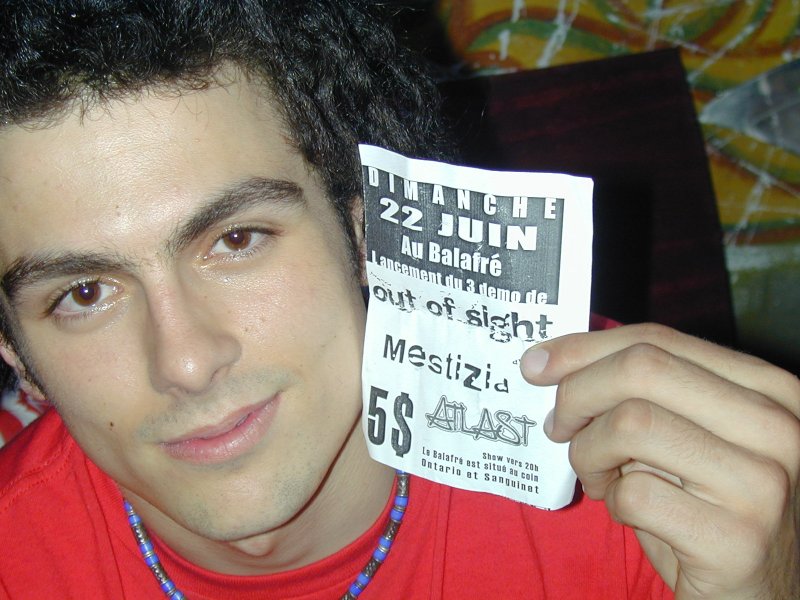 DIMANCHE
22 JUIN
Au Balafré
Lancement du 3 demo de
out of sight
Mestizia
5$ ATLAST
Show vers 20h
Le Balafré est situé au coin
Ontario et Sanguinet